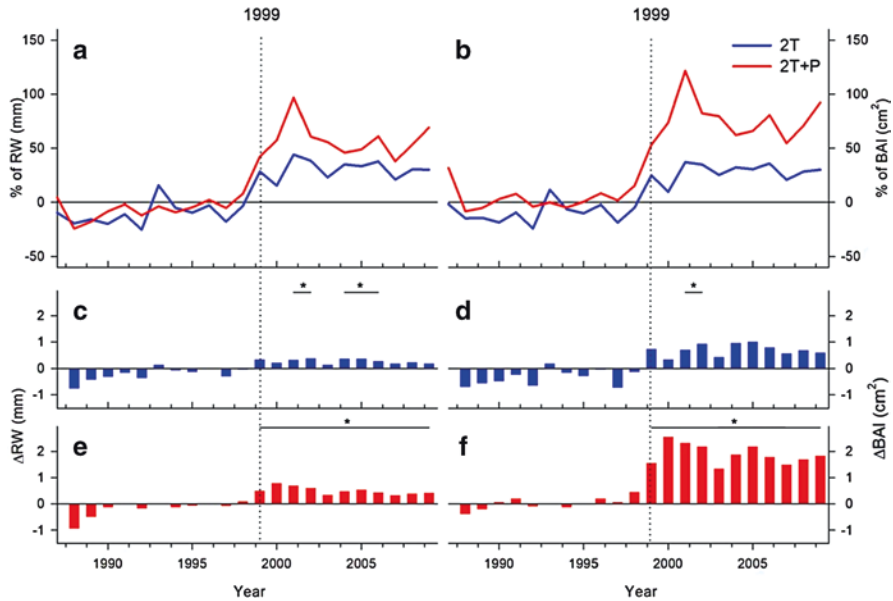 1999 1999
a
b
2T
2T+P
% of RW (mm)
150
100
50
0
-50
150
100
50
0
-50
% of BAI (cm²)
c
*
*
d
*
2
1
0
-1
2
1
0
-1
ΔRW (mm)
ΔBAI (cm²)
e
*
f
*
2
1
0
-1
2
1
0
-1
1990 1995 2000 2005 1990 1995 2000 2005
Year Year